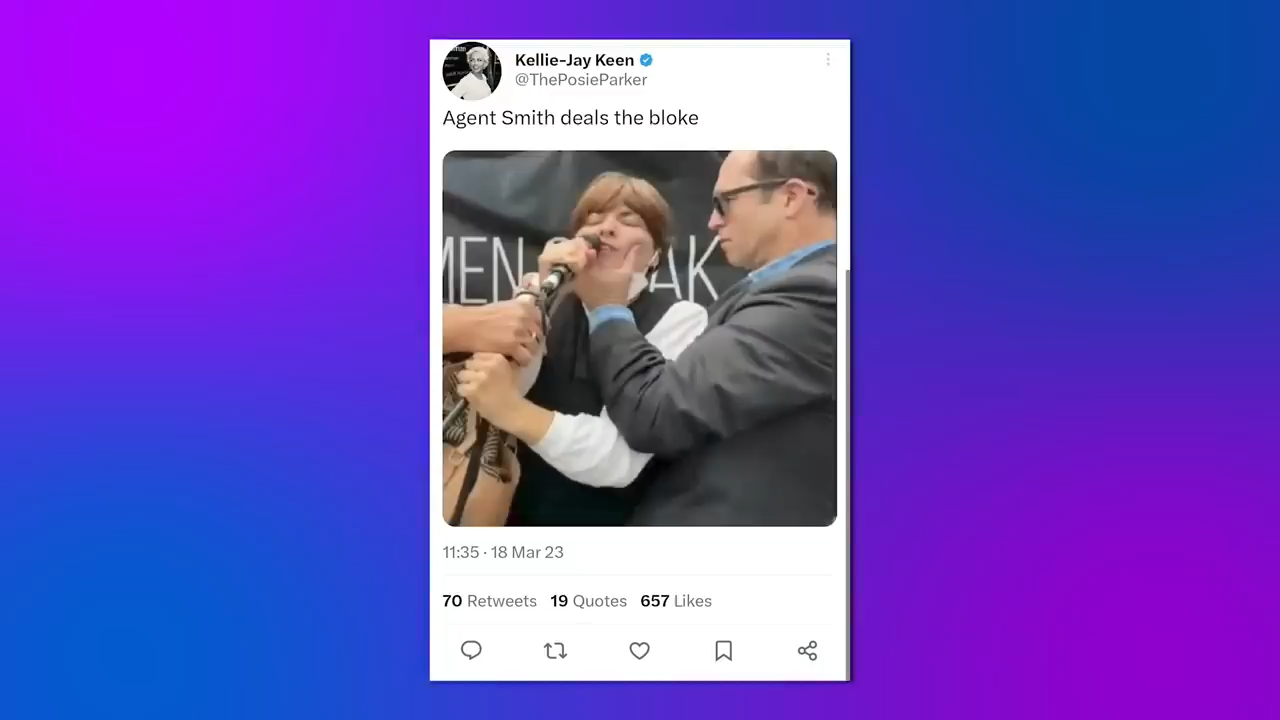 Kellie-Jay Keen
@ThePosieParker
Agent Smith deals the bloke
MEN AK
11:35 · 18 Mar 23
70 Retweets 19 Quotes 657 Likes